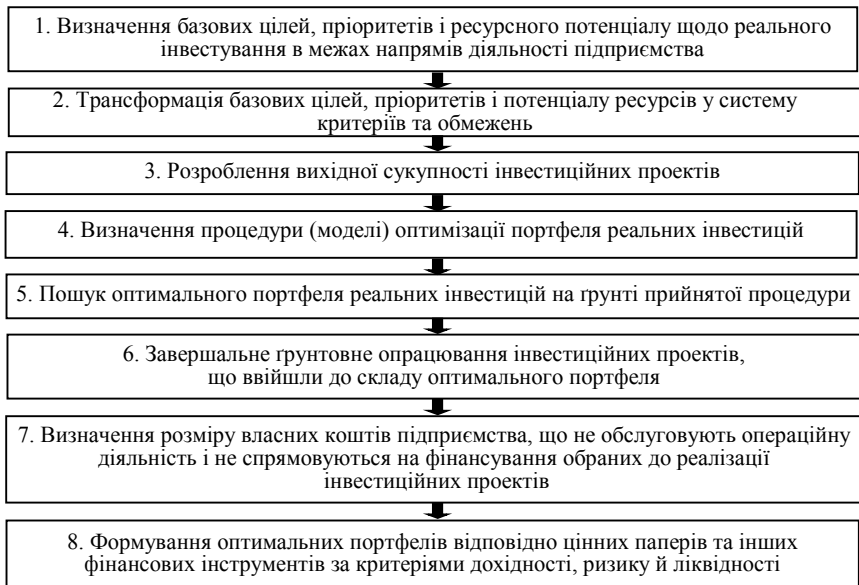 1. Визначення базових цілей, пріоритетів і ресурсного потенціалу щодо реального
інвестування в межах напрямів діяльності підприємства
2. Трансформація базових цілей, пріоритетів і потенціалу ресурсів у систему
критеріїв та обмежень
3. Розроблення вихідної сукупності інвестиційних проектів
4. Визначення процедури (моделі) оптимізації портфеля реальних інвестицій
5. Пошук оптимального портфеля реальних інвестицій на ґрунті прийнятої процедури
6. Завершальне ґрунтовне опрацювання інвестиційних проектів,
що ввійшли до складу оптимального портфеля
7. Визначення розміру власних коштів підприємства, що не обслуговують операційну
діяльність і не спрямовуються на фінансування обраних до реалізації
інвестиційних проектів
8. Формування оптимальних портфелів відповідно цінних паперів та інших
фінансових інструментів за критеріями дохідності, ризику й ліквідності